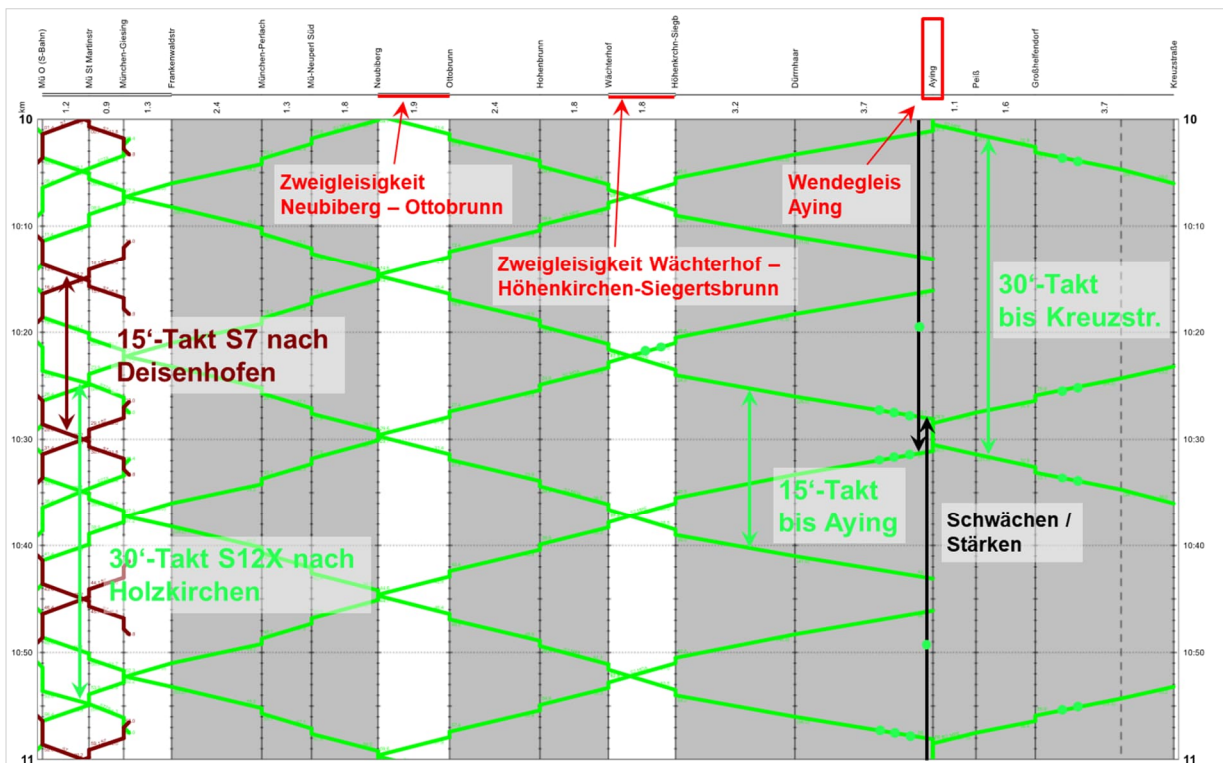 Mü O (S-Bahn)
Mü St Martinstr
München-Giesing
Frankenwaldstr
München-Perlach
Mü-Neuperl Süd
Neubiberg
Ottobrunn
Hohenbrunn
Wächterhof
Höhenkrchn-Siegb
Dürrnhaar
Aying
Peiß
Großhelfendorf
Kreuzstraße
km
1.2
0.9
1.3
2.4
1.3
1.8
1.9
2.4
1.8
1.8
3.2
3.7
1.1
1.6
3.7
10
10
Zweigleisigkeit
Neubiberg – Ottobrunn
Wendegleis
Aying
10:10
10:10
Zweigleisigkeit Wächterhof –
Höhenkirchen-Siegertsbrunn
30‘-Takt
bis Kreuzstr.
10:20
10:20
15‘-Takt S7 nach
Deisenhofen
10:30
10:30
15‘-Takt
bis Aying
Schwächen /
Stärken
10:40
10:40
30‘-Takt S12X nach
Holzkirchen
10:50
10:50
11
11